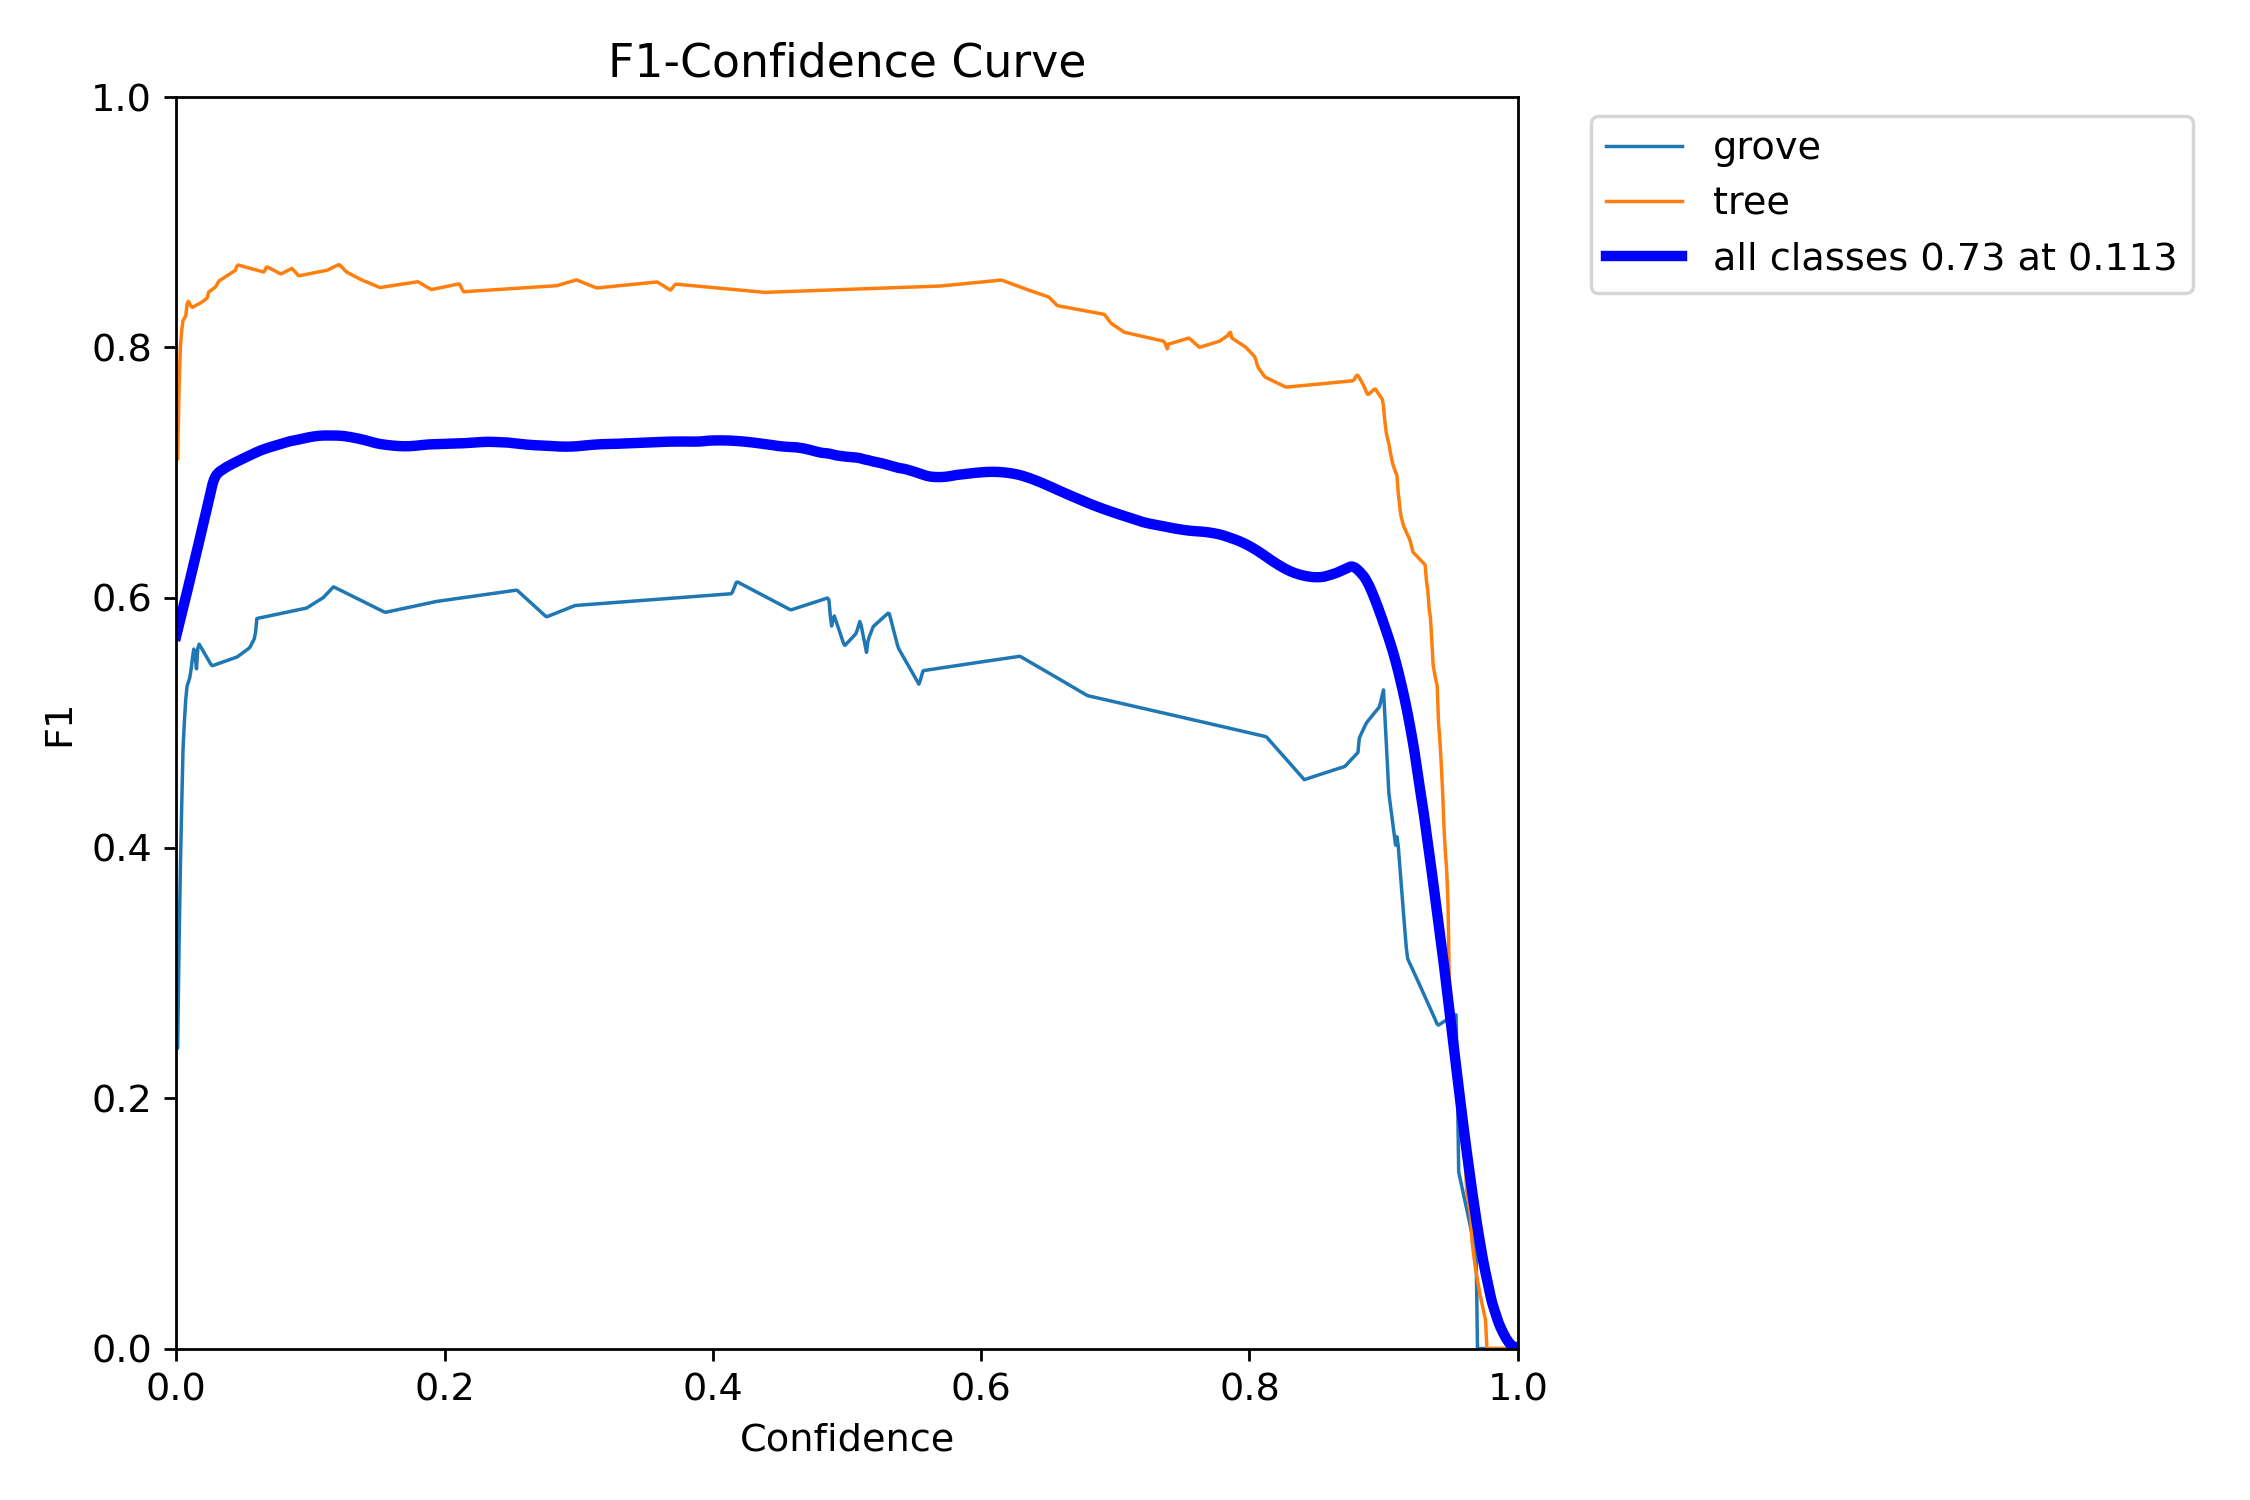 F1-Confidence Curve
1.0
0.8
0.6
0.4
0.2
0.0
F1
0.0 0.2 0.4 0.6 0.8 1.0
Confidence
grove
tree
all classes 0.73 at 0.113